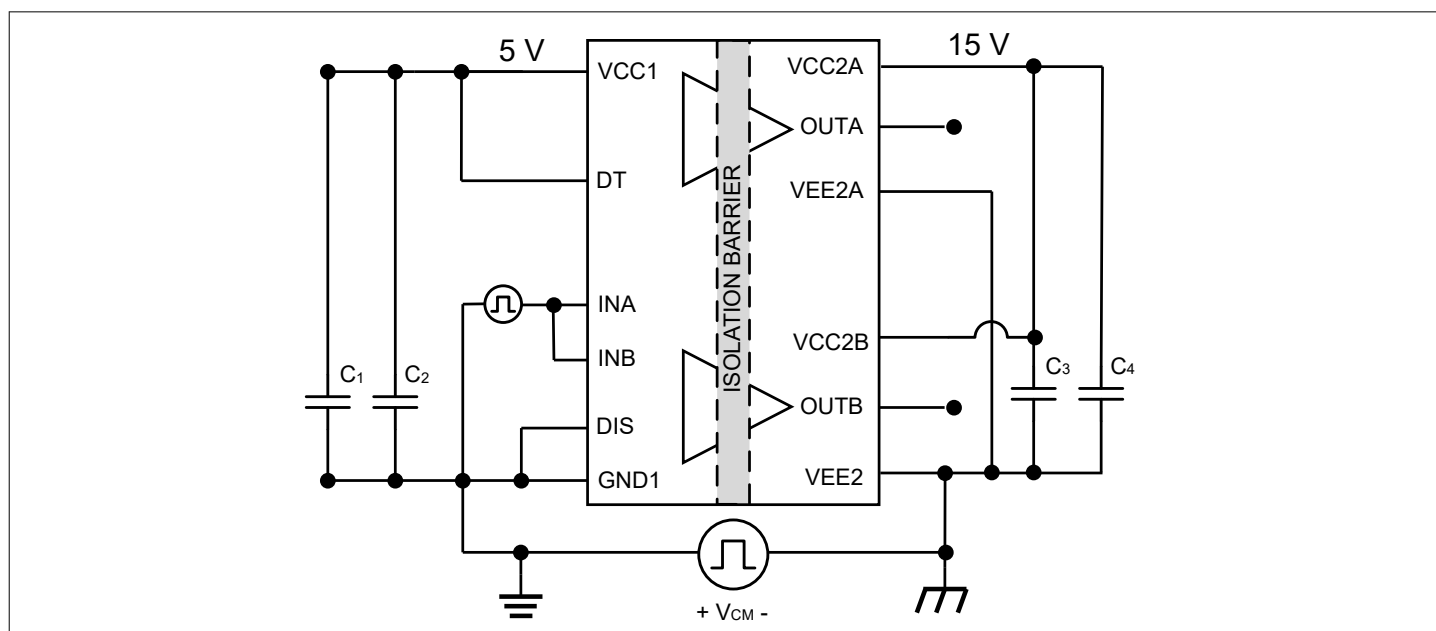 5 V
15 V
VCC1
VCC2A
OUTA
DT
VEE2A
ISOLATION BARRIER
INA
VCC2B
INB
C1
C2
C3
C4
OUTB
DIS
VEE2
GND1
+ VCM -